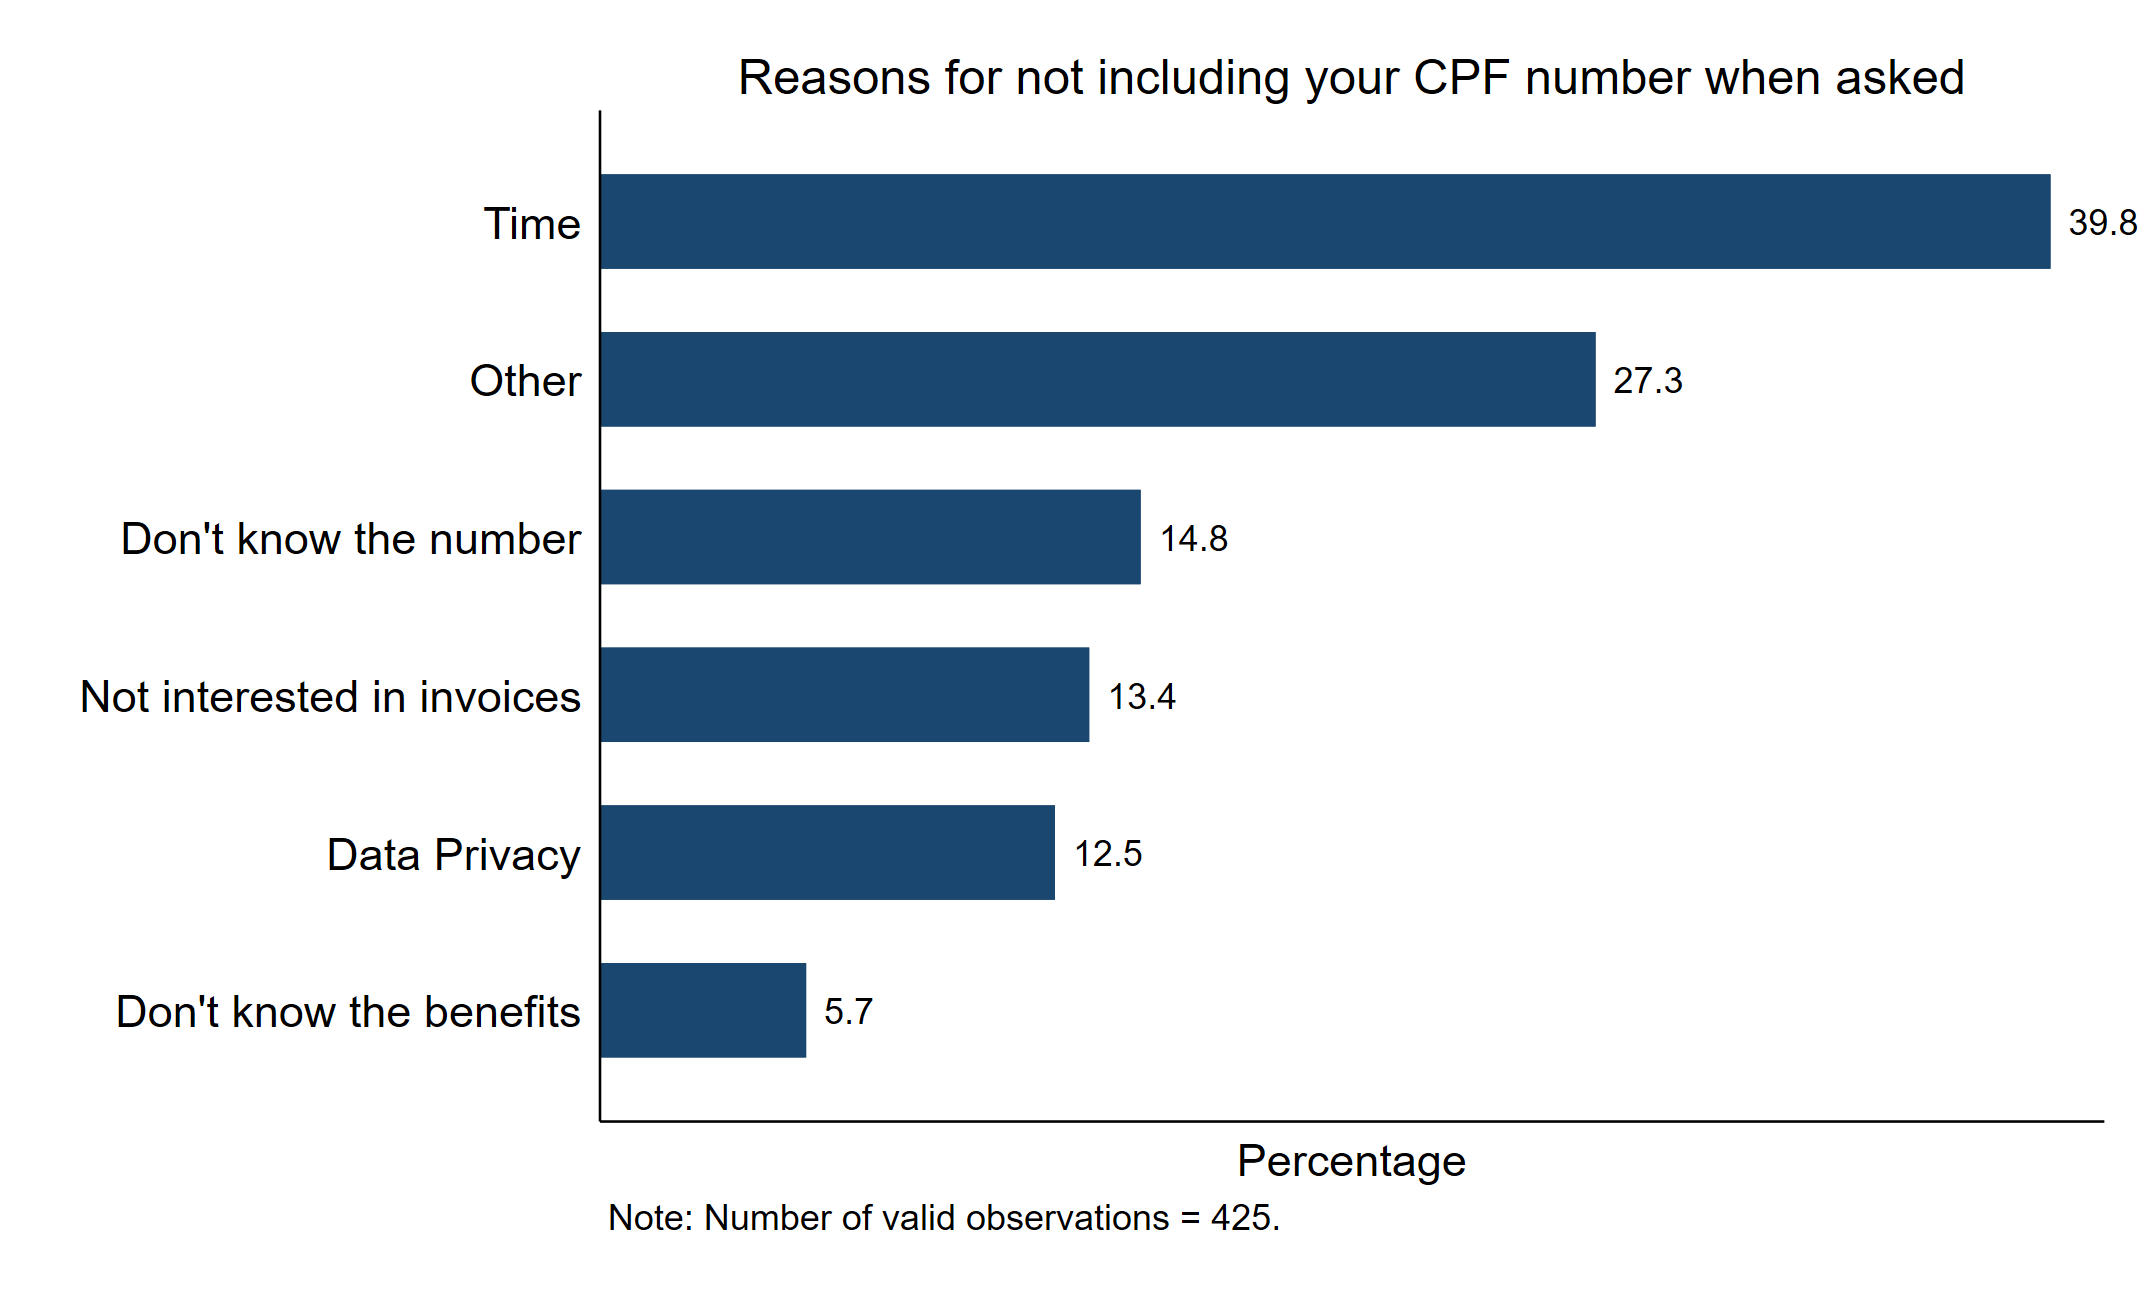 Reasons for not including your CPF number when asked
Time 39.8
Other 27.3
Don't know the number 14.8
Not interested in invoices 13.4
Data Privacy 12.5
Don't know the benefits 5.7
Percentage
Note: Number of valid observations = 425.